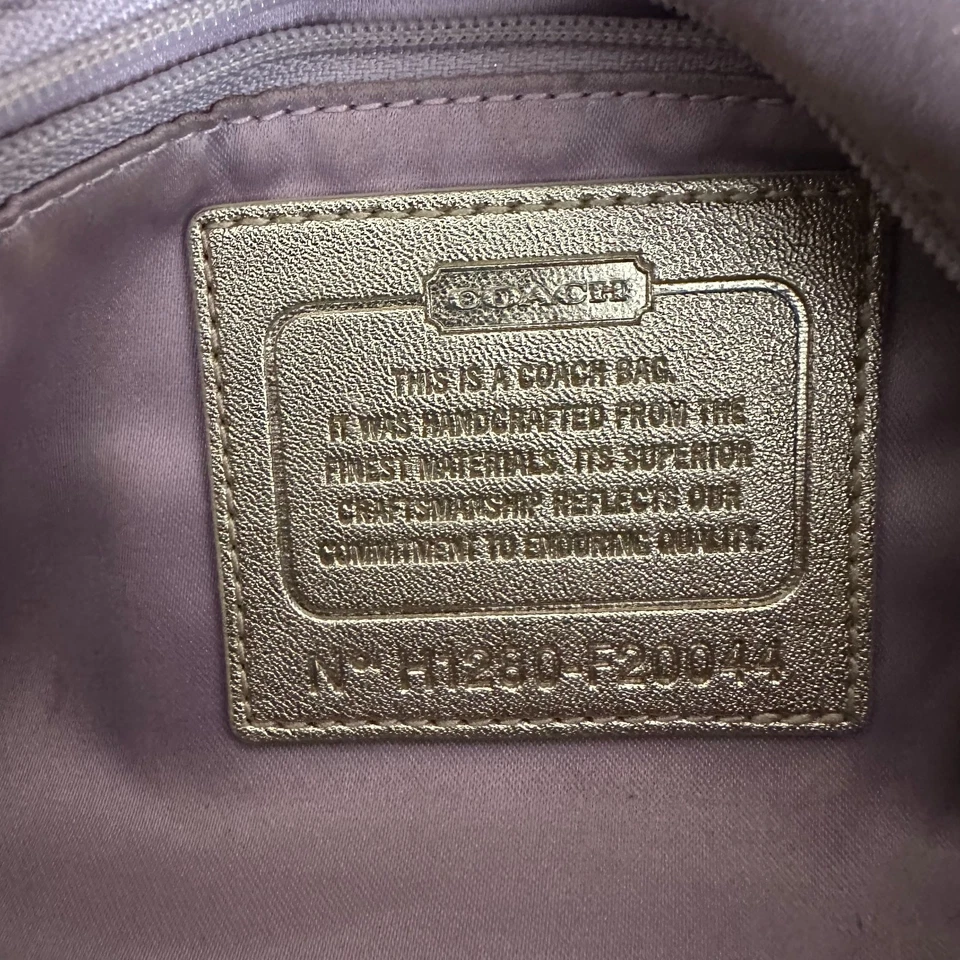 COACH
THIS IS A COACH BAG.
IT WAS HANDCRAFTED FROM THE
FINEST MATERIALS. ITS SUPERIOR
CRAFTSMANSHIP REFLECTS OUR
COMMITMENT TO ENDURING QUALITY.
Nº H1280-F20044